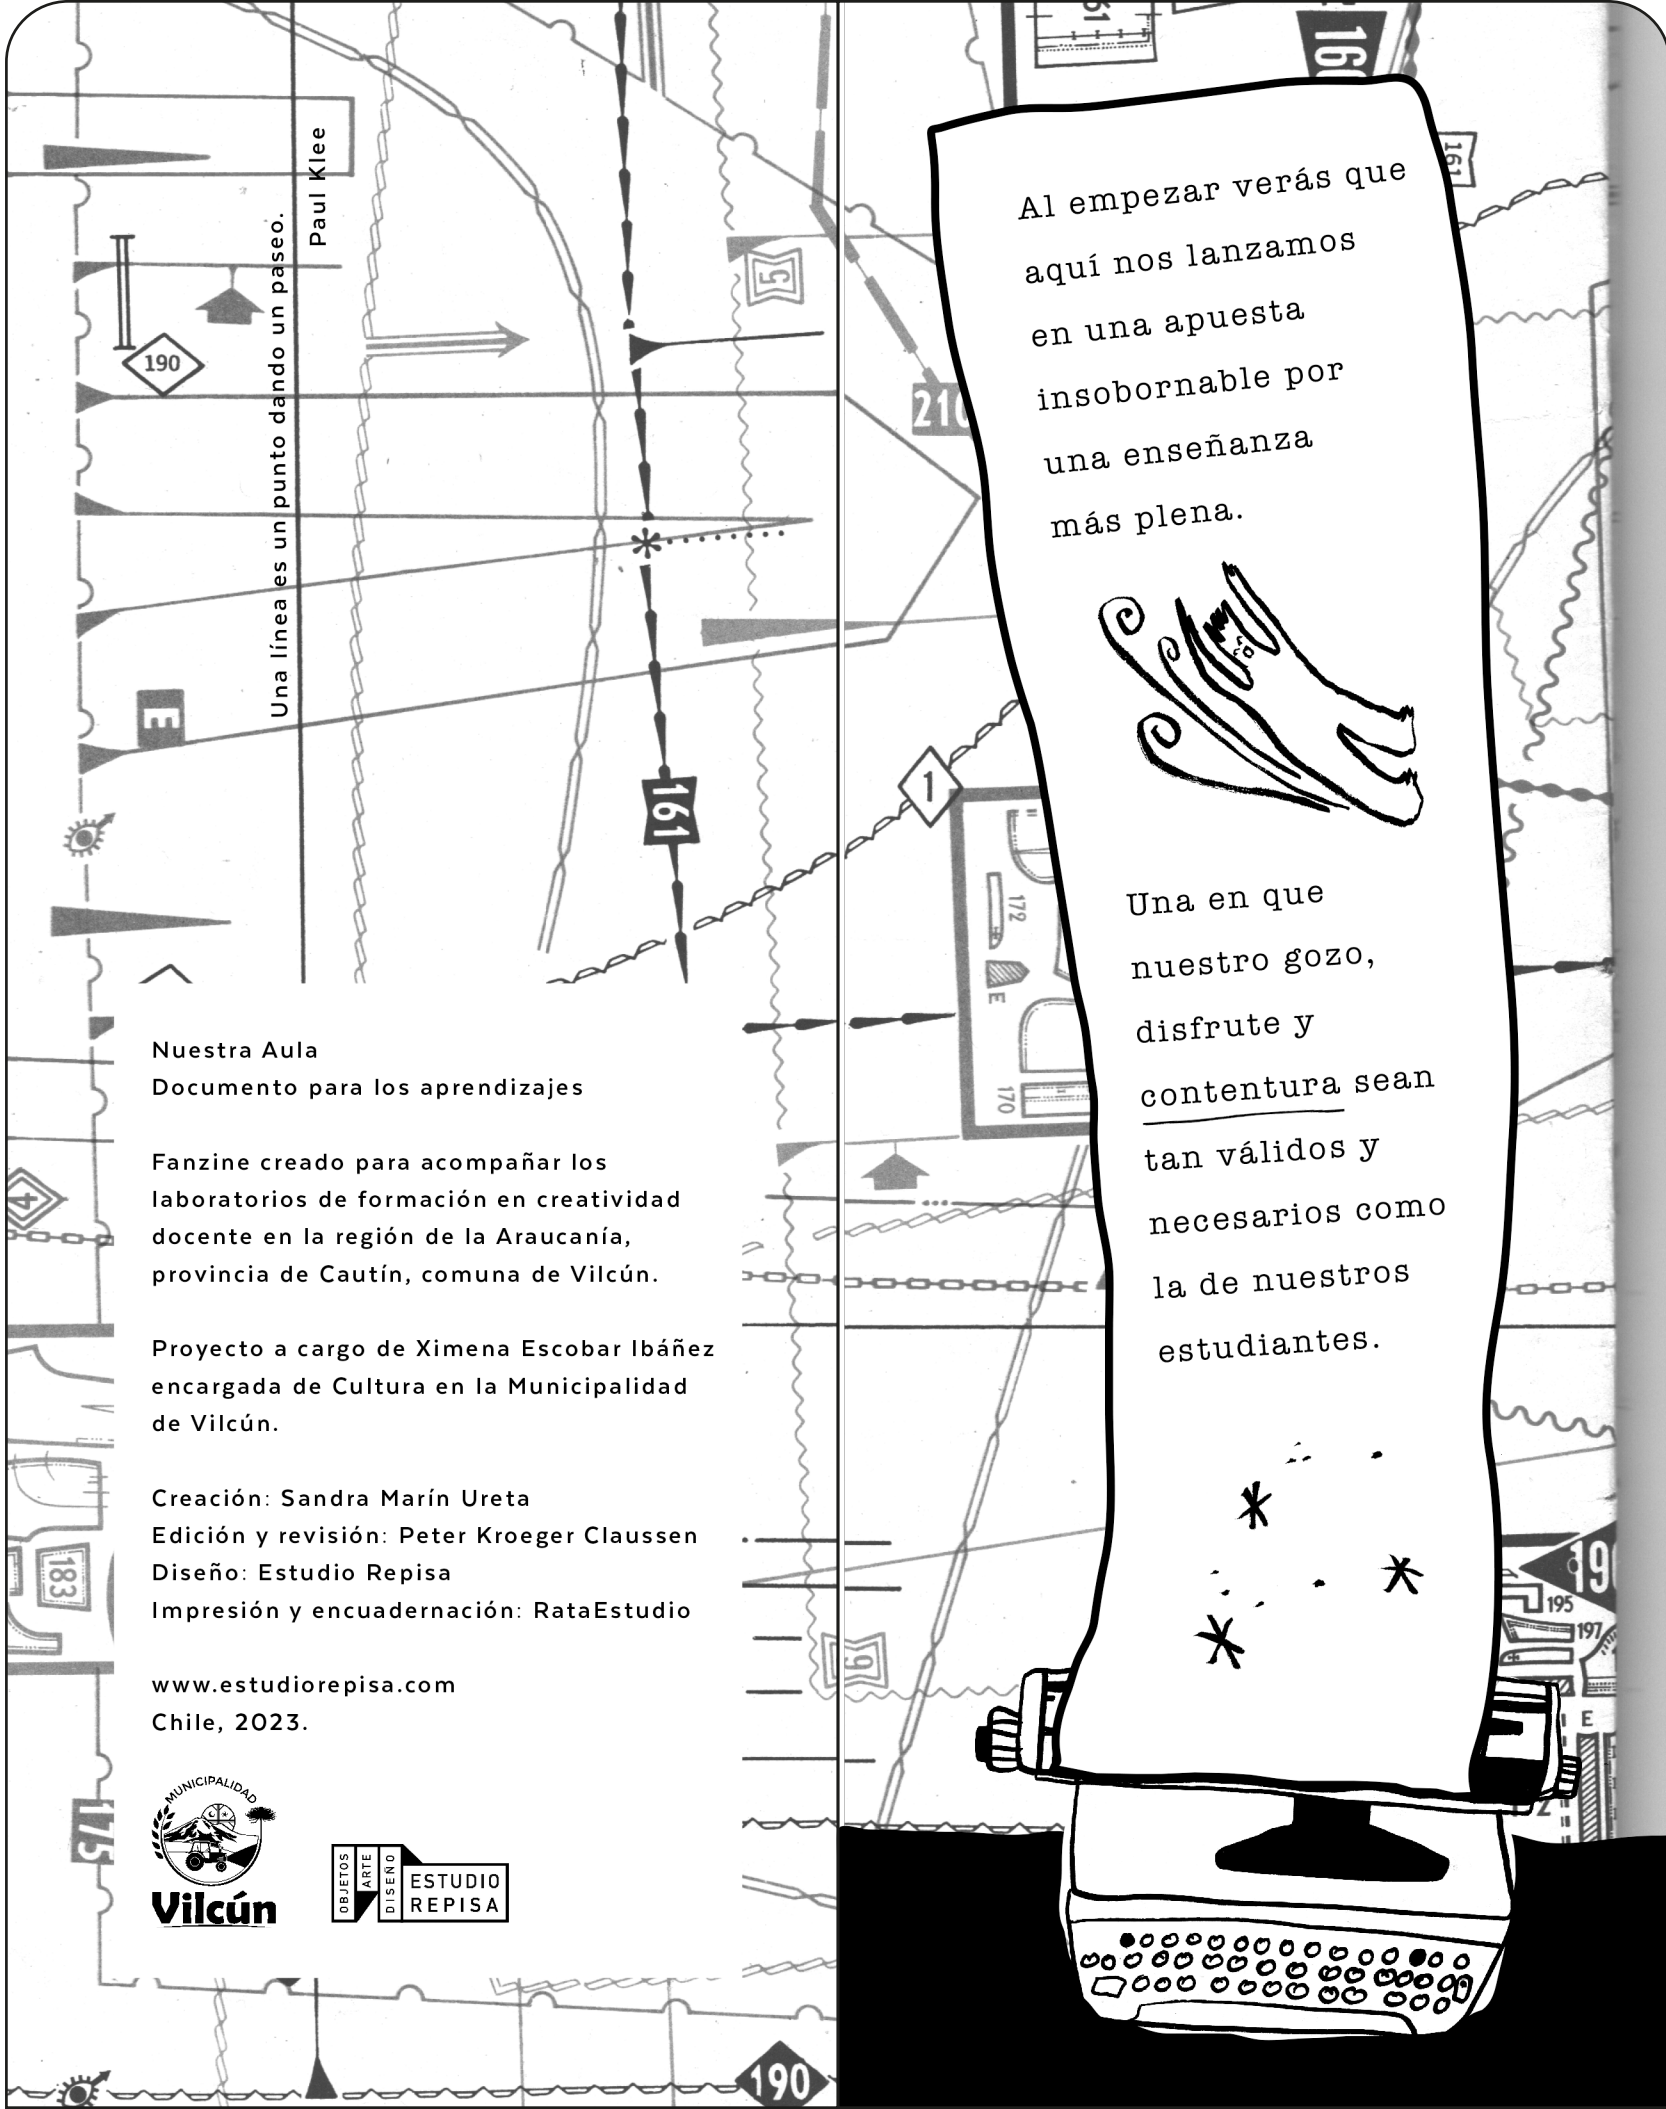 Una línea es un punto dando un paseo.
Paul Klee
190
E
161
5
Nuestra Aula
Documento para los aprendizajes
Fanzine creado para acompañar los
laboratorios de formación en creatividad
docente en la región de la Araucanía,
provincia de Cautín, comuna de Vilcún.
Proyecto a cargo de Ximena Escobar Ibáñez
encargada de Cultura en la Municipalidad
de Vilcún.
Creación: Sandra Marín Ureta
Edición y revisión: Peter Kroeger Claussen
Diseño: Estudio Repisa
Impresión y encuadernación: RataEstudio
www.estudiorepisa.com
Chile, 2023.
MUNICIPALIDAD
Vilcún
OBJETOS
ARTE
DISEÑO
ESTUDIO
REPISA
4
183
175
190
161
210
1
172
E
170
9
Al empezar verás que
aquí nos lanzamos
en una apuesta
insobornable por
una enseñanza
más plena.
Una en que
nuestro gozo,
disfrute y
contentura sean
tan válidos y
necesarios como
la de nuestros
estudiantes.
195
197
E